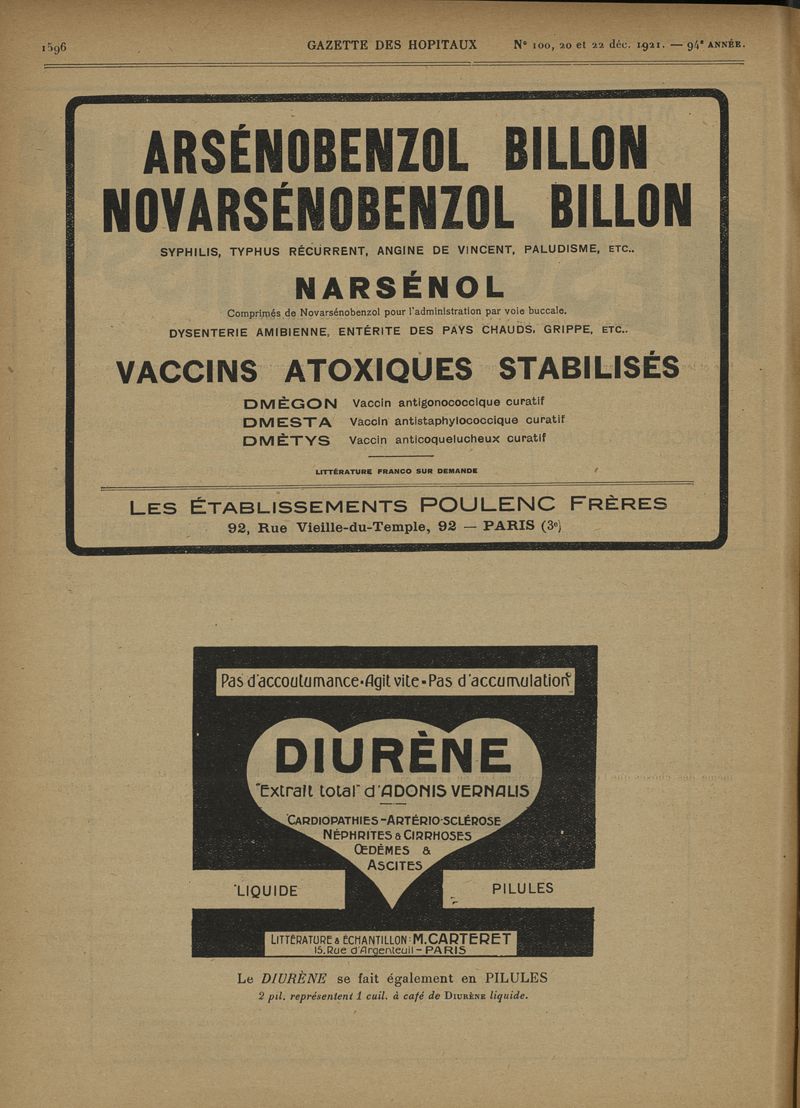 1596
GAZETTE DES HOPITAUX
N° 100, 20 et 22 déc. 1921. — 94e ANNÉE.
ARSÉNOBENZOL BILLON
NOVARSÉNOBENZOL BILLON
SYPHILIS, TYPHUS RÉCURRENT, ANGINE DE VINCENT, PALUDISME, ETC..
NARSÉNOL
Comprimés de Novarsénobenzol pour l'administration par voie buccale.
DYSENTERIE AMIBIENNE, ENTÉRITE DES PAYS CHAUDS, GRIPPE, ETC..
VACCINS ATOXIQUES STABILISÉS
DMÈGON Vaccin antigonococcique curatif
DMESTA Vaccin antistaphylococcique curatif
DMÈTYS Vaccin anticoquelucheux curatif
LITTÉRATURE FRANCO SUR DEMANDE
LES ÉTABLISSEMENTS POULENC FRÈRES
92, Rue Vieille-du-Temple, 92 — PARIS (3e)
Pas d'accoutumance-Agit vite-Pas d'accumulation
DIURÈNE
"Extrait total" d'ADONIS VERNALIS
CARDIOPATHIES-ARTÉRIO-SCLÉROSE
NÉPHRITES & CIRRHOSES
ŒDÈMES &
ASCITES
LIQUIDE
PILULES
LITTÉRATURE & ÉCHANTILLON: M. CARTERET
15, Rue d'Argenteuil - PARIS
Le DIURÈNE se fait également en PILULES
2 pil. représentent 1 cuil. à café de DIURÈNE liquide.